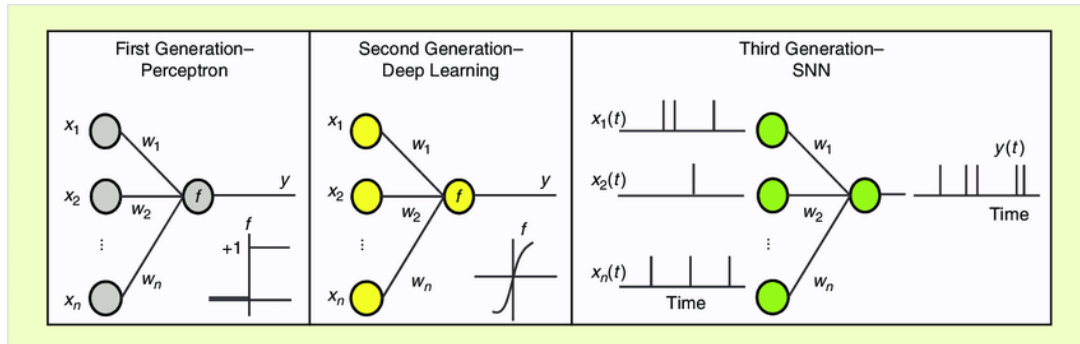 First Generation–
Perceptron
x1
w1
x2
w2
⋮
xn
wn
f
y
f
+1
Second Generation–
Deep Learning
x1
w1
x2
w2
⋮
xn
wn
f
y
f
Third Generation–
SNN
x1(t)
w1
x2(t)
w2
⋮
xn(t)
wn
Time
y(t)
Time